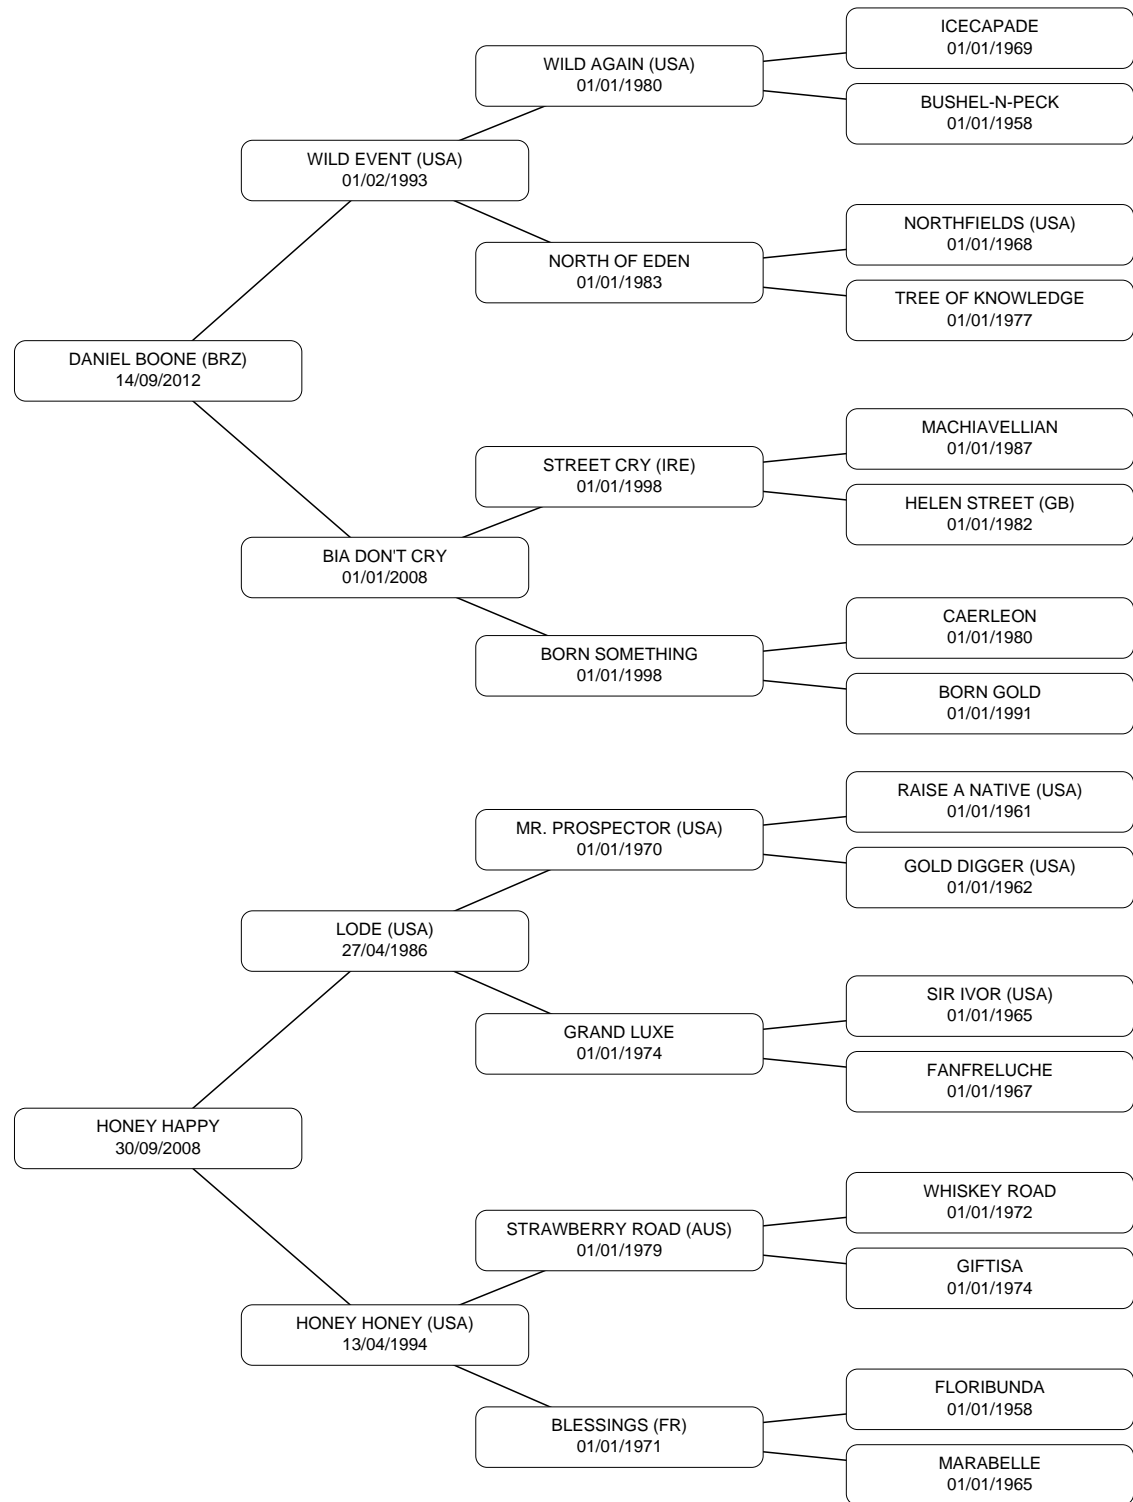 ICECAPADE
01/01/1969
WILD AGAIN (USA)
01/01/1980
BUSHEL-N-PECK
01/01/1958
WILD EVENT (USA)
01/02/1993
NORTHFIELDS (USA)
01/01/1968
NORTH OF EDEN
01/01/1983
TREE OF KNOWLEDGE
01/01/1977
DANIEL BOONE (BRZ)
14/09/2012
MACHIAVELLIAN
01/01/1987
STREET CRY (IRE)
01/01/1998
HELEN STREET (GB)
01/01/1982
BIA DON'T CRY
01/01/2008
CAERLEON
01/01/1980
BORN SOMETHING
01/01/1998
BORN GOLD
01/01/1991
RAISE A NATIVE (USA)
01/01/1961
MR. PROSPECTOR (USA)
01/01/1970
GOLD DIGGER (USA)
01/01/1962
LODE (USA)
27/04/1986
SIR IVOR (USA)
01/01/1965
GRAND LUXE
01/01/1974
FANFRELUCHE
01/01/1967
HONEY HAPPY
30/09/2008
WHISKEY ROAD
01/01/1972
STRAWBERRY ROAD (AUS)
01/01/1979
GIFTISA
01/01/1974
HONEY HONEY (USA)
13/04/1994
FLORIBUNDA
01/01/1958
BLESSINGS (FR)
01/01/1971
MARABELLE
01/01/1965